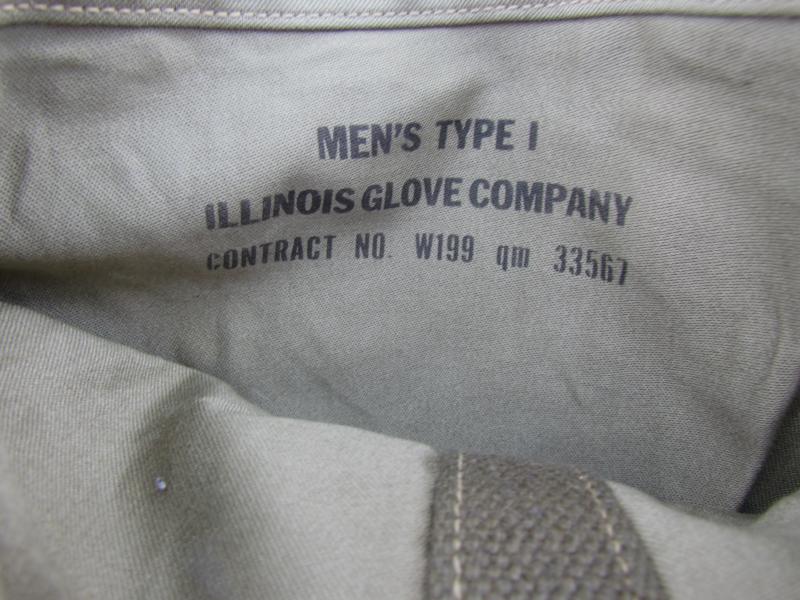 MEN'S TYPE I
ILLINOIS GLOVE COMPANY
CONTRACT NO. W199 qm 33567